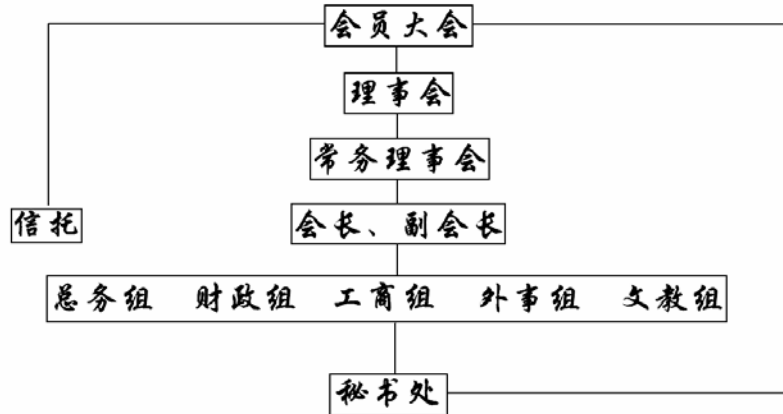 会员大会
理事会
常务理事会
信托
会长、副会长
总务组 财政组 工商组 外事组 文教组
秘书处